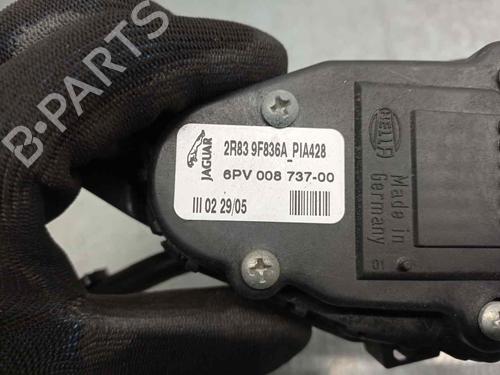 JAGUAR
2R83 9F836A_PIA428
6PV 008 737-00
III 02 29/05
HELLA
Made in
Germany
B-PARTS